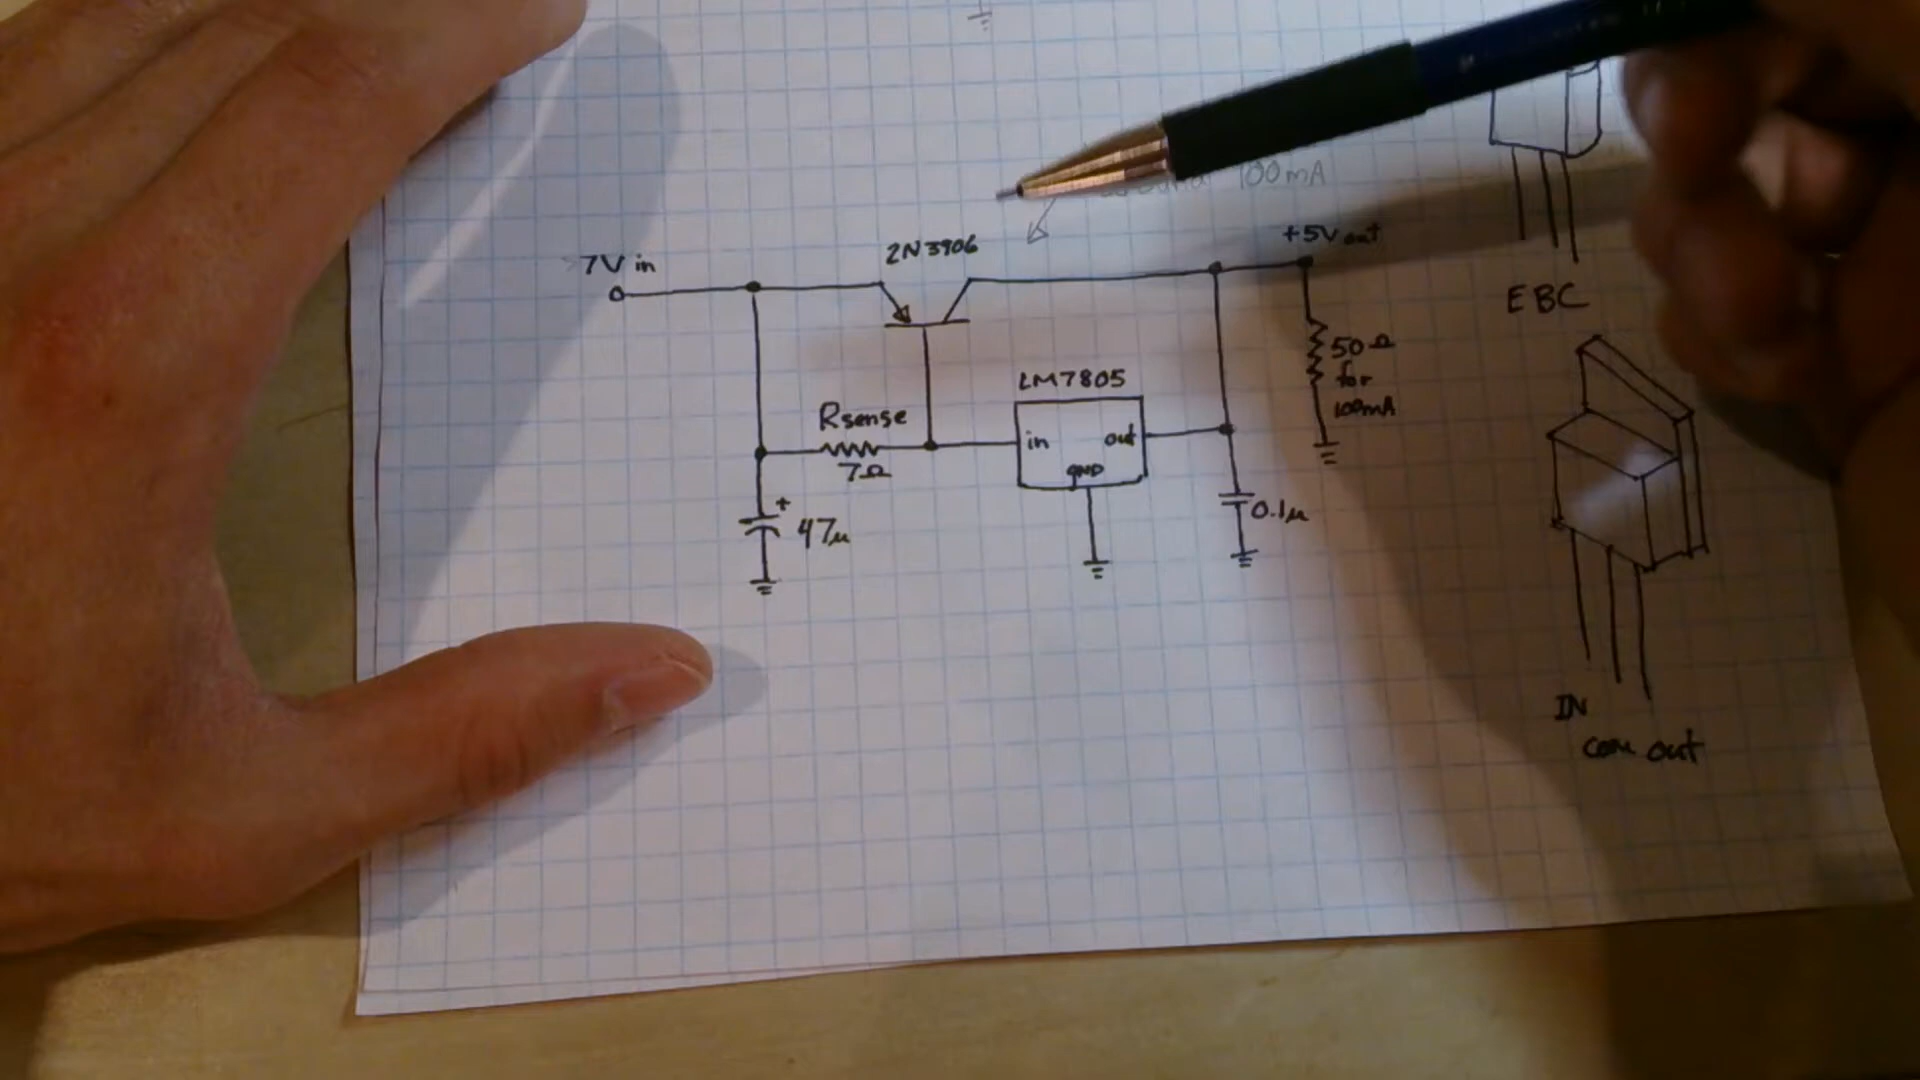 100mA
2N3906
+5V out
7V in
EBC
50Ω
for
100mA
LM7805
Rsense
in
out
7Ω
GND
+
47μ
0.1μ
IN
com out